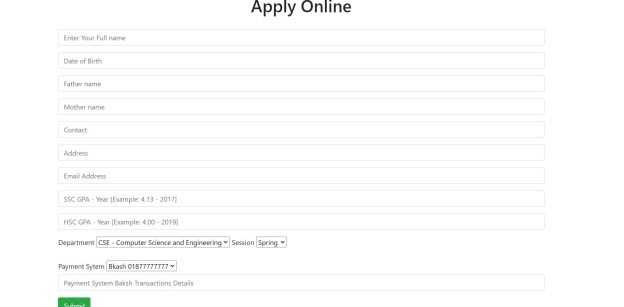 Apply Online
Enter Your Full name
Date of Birth
Father name
Mother name
Contact
Address
Email Address
SSC GPA - Year [Example: 4.13 - 2017]
HSC GPA - Year [Example: 4.00 - 2019]
Department CSE - Computer Science and Engineering Session Spring
Payment Sytem Bkash 01877777777
Payment System Baksh Transactions Details
Submit